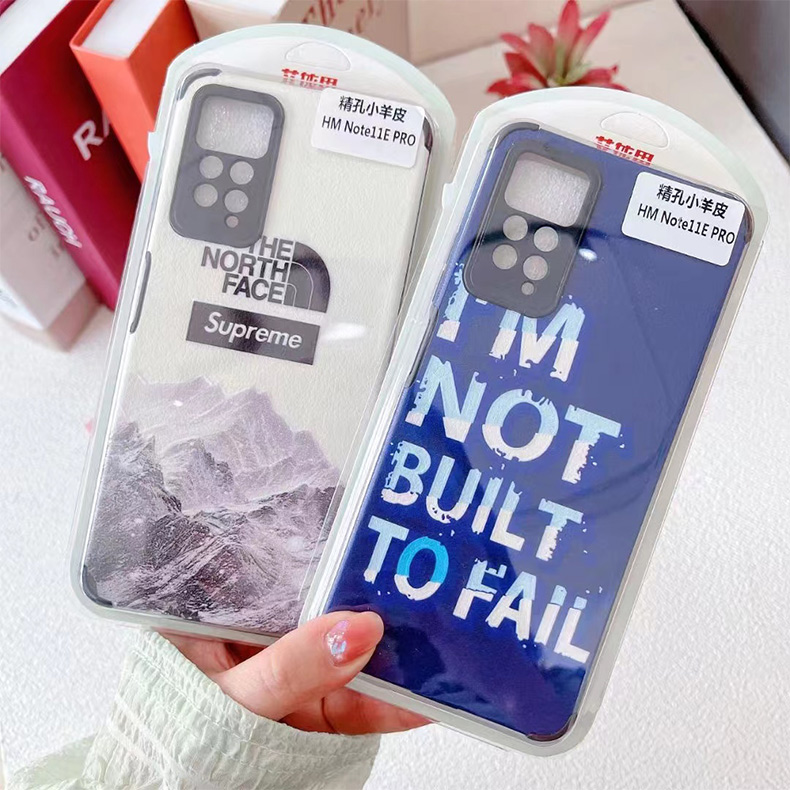 精孔小羊皮
HM Note11E PRO
THE
NORTH
FACE
Supreme
精孔小羊皮
HM Note11E PRO
I'M
NOT
BUILT
TO FAIL
RAUDY